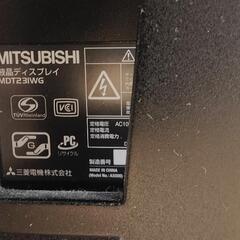 MITSUBISHI
液晶ディスプレイ
MDT231WG
TÜVRheinland
VCCI
G
PC
リサイクル
定格電圧 AC10
定格電流
定格消費電力
製造番号
MADE IN CHINA
三菱電機株式会社